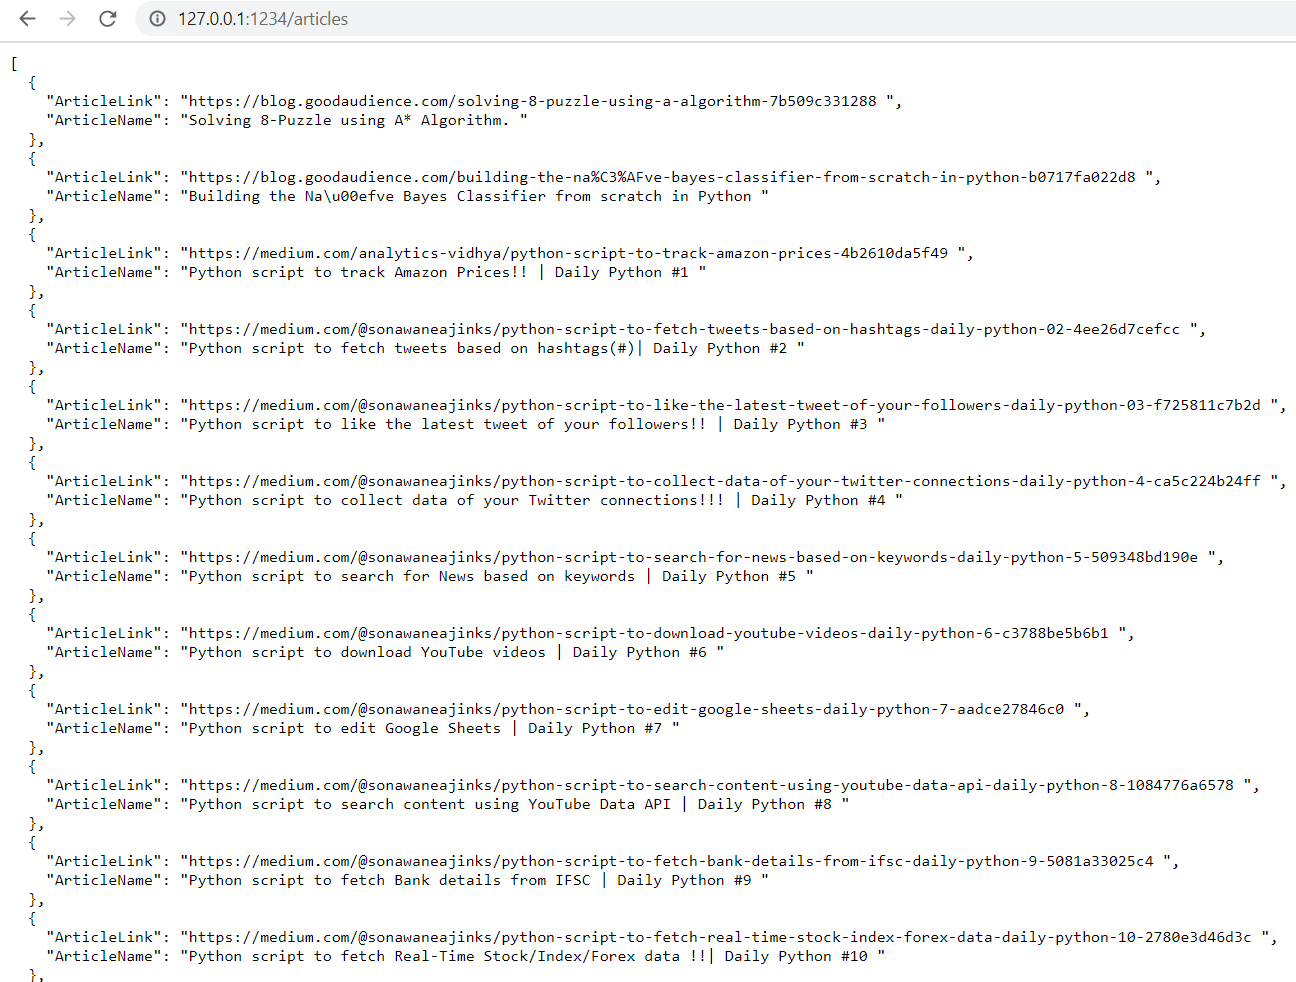 127.0.0.1:1234/articles
[
{
"ArticleLink": "https://blog.goodaudience.com/solving-8-puzzle-using-a-algorithm-7b509c331288 ",
"ArticleName": "Solving 8-Puzzle using A* Algorithm. "
},
{
"ArticleLink": "https://blog.goodaudience.com/building-the-na%C3%AFve-bayes-classifier-from-scratch-in-python-b0717fa022d8 ",
"ArticleName": "Building the Na\u00efve Bayes Classifier from scratch in Python "
},
{
"ArticleLink": "https://medium.com/analytics-vidhya/python-script-to-track-amazon-prices-4b2610da5f49 ",
"ArticleName": "Python script to track Amazon Prices!! | Daily Python #1 "
},
{
"ArticleLink": "https://medium.com/@sonawaneajinks/python-script-to-fetch-tweets-based-on-hashtags-daily-python-02-4ee26d7cefcc ",
"ArticleName": "Python script to fetch tweets based on hashtags(#)| Daily Python #2 "
},
{
"ArticleLink": "https://medium.com/@sonawaneajinks/python-script-to-like-the-latest-tweet-of-your-followers-daily-python-03-f725811c7b2d ",
"ArticleName": "Python script to like the latest tweet of your followers!! | Daily Python #3 "
},
{
"ArticleLink": "https://medium.com/@sonawaneajinks/python-script-to-collect-data-of-your-twitter-connections-daily-python-4-ca5c224b24ff ",
"ArticleName": "Python script to collect data of your Twitter connections!!! | Daily Python #4 "
},
{
"ArticleLink": "https://medium.com/@sonawaneajinks/python-script-to-search-for-news-based-on-keywords-daily-python-5-509348bd190e ",
"ArticleName": "Python script to search for News based on keywords | Daily Python #5 "
},
{
"ArticleLink": "https://medium.com/@sonawaneajinks/python-script-to-download-youtube-videos-daily-python-6-c3788be5b6b1 ",
"ArticleName": "Python script to download YouTube videos | Daily Python #6 "
},
{
"ArticleLink": "https://medium.com/@sonawaneajinks/python-script-to-edit-google-sheets-daily-python-7-aadce27846c0 ",
"ArticleName": "Python script to edit Google Sheets | Daily Python #7 "
},
{
"ArticleLink": "https://medium.com/@sonawaneajinks/python-script-to-search-content-using-youtube-data-api-daily-python-8-1084776a6578 ",
"ArticleName": "Python script to search content using YouTube Data API | Daily Python #8 "
},
{
"ArticleLink": "https://medium.com/@sonawaneajinks/python-script-to-fetch-bank-details-from-ifsc-daily-python-9-5081a33025c4 ",
"ArticleName": "Python script to fetch Bank details from IFSC | Daily Python #9 "
},
{
"ArticleLink": "https://medium.com/@sonawaneajinks/python-script-to-fetch-real-time-stock-index-forex-data-daily-python-10-2780e3d46d3c ",
"ArticleName": "Python script to fetch Real-Time Stock/Index/Forex data !!| Daily Python #10 "
},